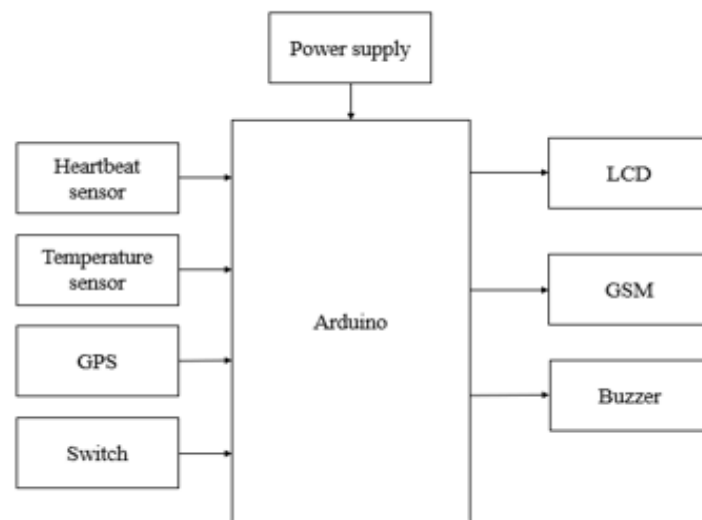 Power supply
Heartbeat
sensor
Temperature
sensor
GPS
Switch
Arduino
LCD
GSM
Buzzer